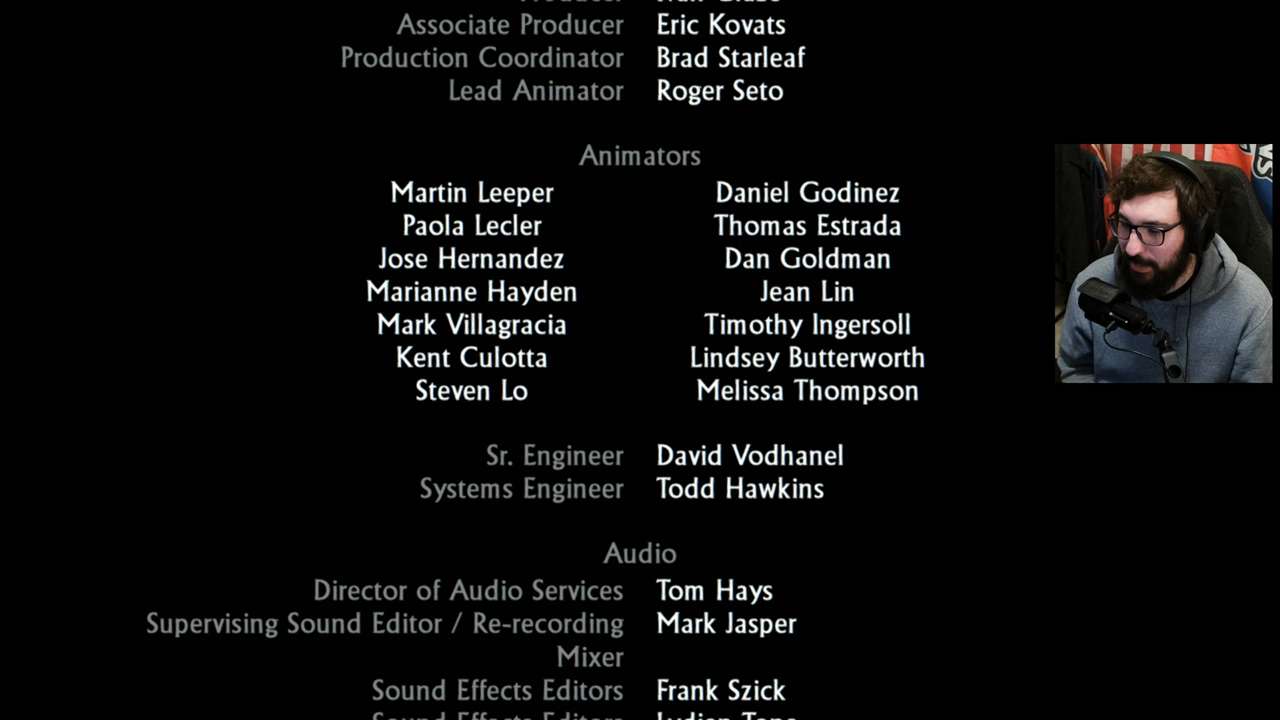 Associate Producer Eric Kovats
Production Coordinator Brad Starleaf
Lead Animator Roger Seto
Animators
Martin Leeper Daniel Godinez
Paola Lecler Thomas Estrada
Jose Hernandez Dan Goldman
Marianne Hayden Jean Lin
Mark Villagracia Timothy Ingersoll
Kent Culotta Lindsey Butterworth
Steven Lo Melissa Thompson
Sr. Engineer David Vodhanel
Systems Engineer Todd Hawkins
Audio
Director of Audio Services Tom Hays
Supervising Sound Editor / Re-recording Mark Jasper
Mixer
Sound Effects Editors Frank Szick
Sound Effects Editors